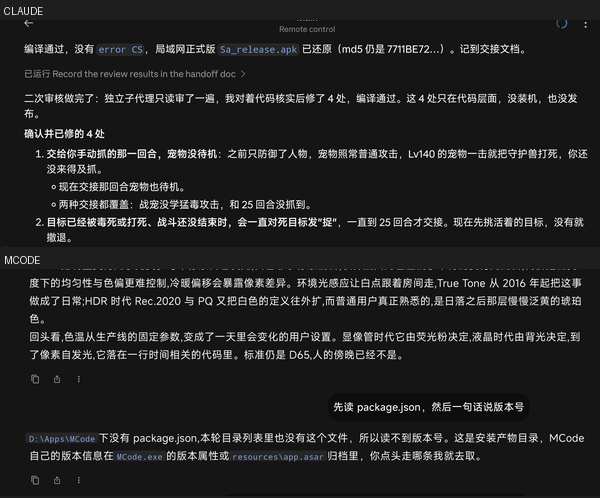 CLAUDE
Remote control
编译通过，没有 error CS，局域网正式版 Sa_release.apk 已还原（md5 仍是 7711BE72...）。记到交接文档。
已运行 Record the review results in the handoff doc
二次审核做完了：独立子代理只读审了一遍，我对着代码核实后修了 4 处，编译通过。这 4 处只在代码层面，没装机，也没发
布。
确认并已修的 4 处
1. 交给你手动抓的那一回合，宠物没待机：之前只防御了人物，宠物照常普通攻击，Lv140 的宠物一击就把守护兽打死，你还
没来得及抓。
现在交接那回合宠物也待机。
两种交接都覆盖：战宠没学猛毒攻击，和 25 回合没抓到。
2. 目标已经被毒死或打死、战斗还没结束时，会一直对死目标发“捉”，一直到 25 回合才交接。现在先挑活着的目标，没有就
撤退。
MCODE
度下的均匀性与色偏更难控制,冷暖偏移会暴露像素差异。环境光感应让白点跟着房间走,True Tone 从 2016 年起把这事
做成了日常;HDR 时代 Rec.2020 与 PQ 又把白色的定义往外扩,而普通用户真正熟悉的,是日落之后那层慢慢泛黄的琥珀
色。
回头看,色温从生产线的固定参数,变成了一天里会变化的用户设置。显像管时代它由荧光粉决定,液晶时代由背光决定,到
了像素自发光,它落在一行时间相关的代码里。标准仍是 D65,人的傍晚已经不是。
先读 package.json，然后一句话说版本号
D:\Apps\MCode 下没有 package.json,本轮目录列表里也没有这个文件，所以读不到版本号。这是安装产物目录，MCode
自己的版本信息在 MCode.exe 的版本属性或 resources\app.asar 归档里，你点头走哪条我就去取。